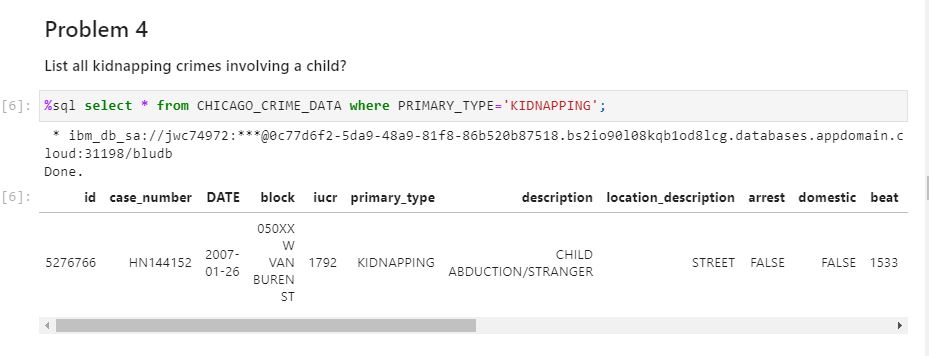 Problem 4
List all kidnapping crimes involving a child?
[6]: %sql select * from CHICAGO_CRIME_DATA where PRIMARY_TYPE='KIDNAPPING';
* ibm_db_sa://jwc74972:***@0c77d6f2-5da9-48a9-81f8-86b520b87518.bs2io90l08kqb1od8lcg.databases.appdomain.c
loud:31198/bludb
Done.
[6]: id case_number DATE block iucr primary_type description location_description arrest domestic beat
5276766 HN144152 2007-01-26 050XX W VAN BUREN ST 1792 KIDNAPPING CHILD ABDUCTION/STRANGER STREET FALSE FALSE 1533